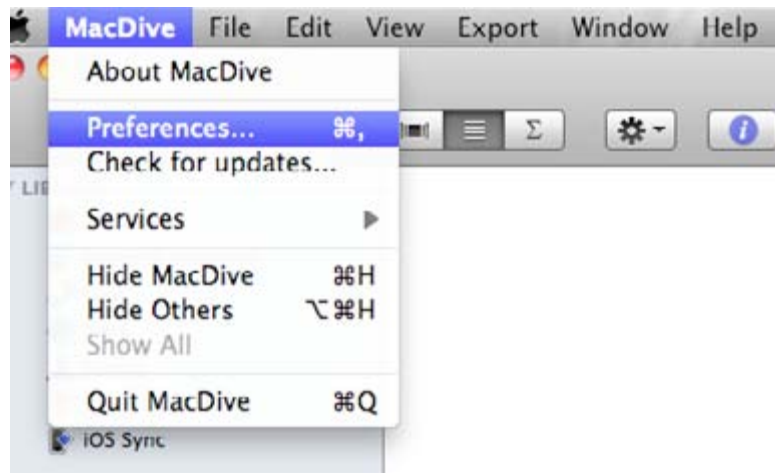 MacDive File Edit View Export Window Help
About MacDive
Preferences... ⌘,
Σ
Check for updates...
Services
Hide MacDive ⌘H
Hide Others ⌥⌘H
Show All
Quit MacDive ⌘Q
iOS Sync